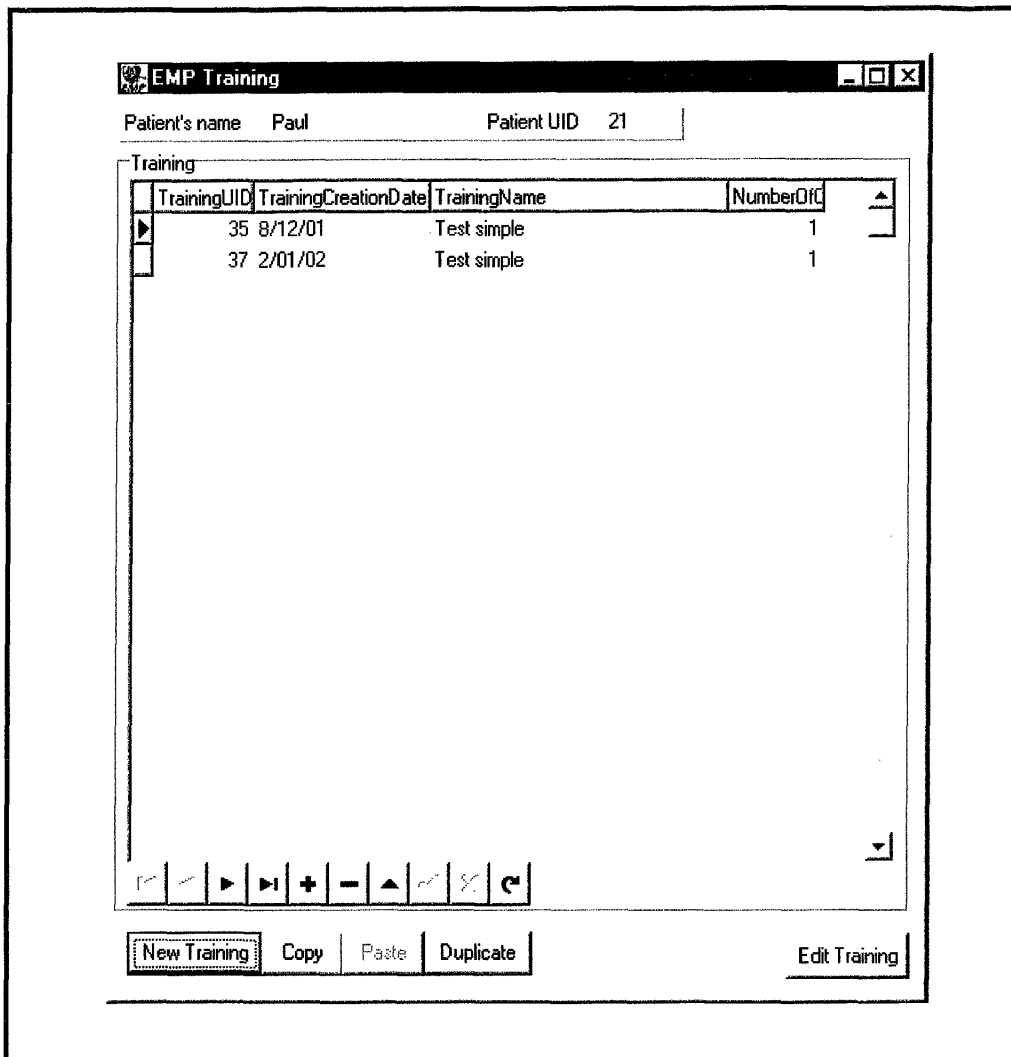 EMP Training
Patient's name Paul Patient UID 21
Training
TrainingUID TrainingCreationDate TrainingName NumberOfC
35 8/12/01 Test simple 1
37 2/01/02 Test simple 1
New Training Copy Paste Duplicate Edit Training